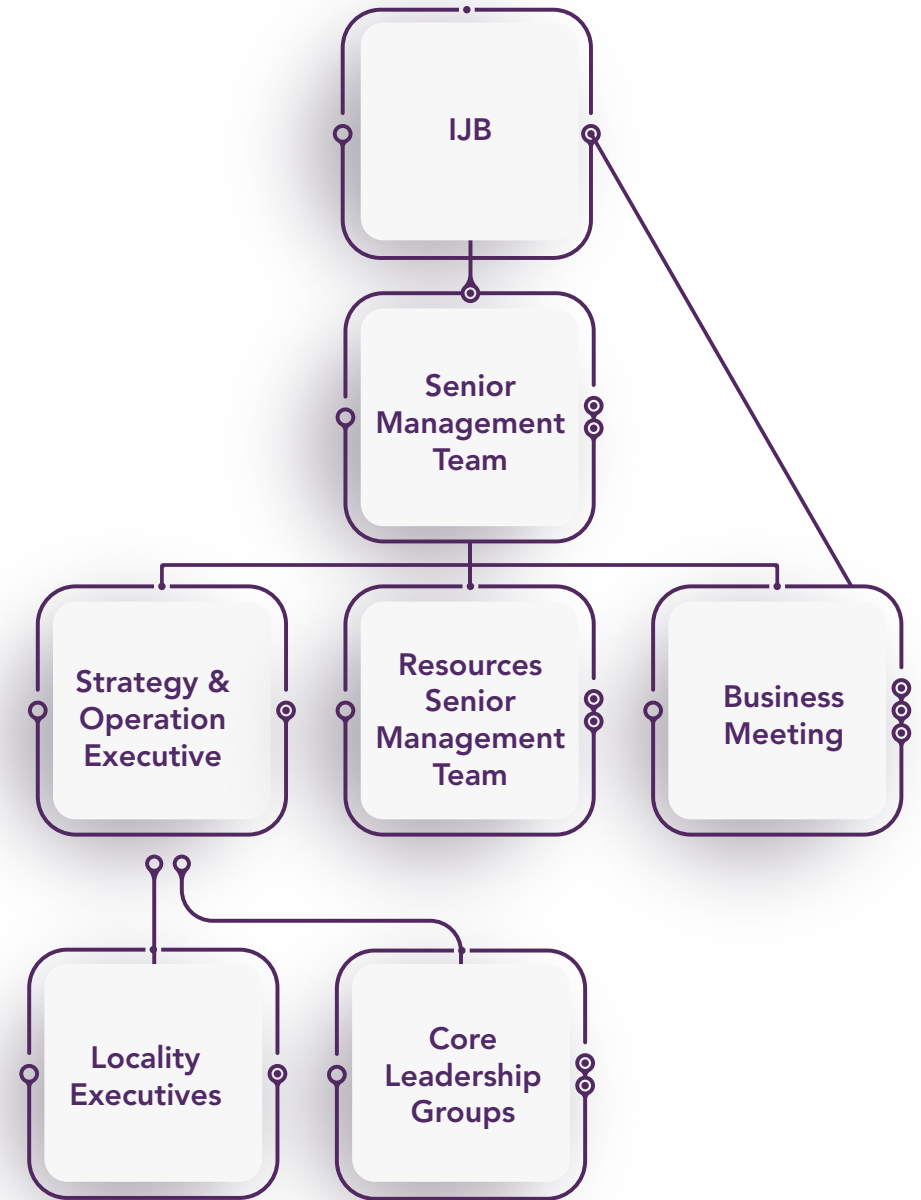 IJB
Senior
Management
Team
Strategy &
Operation
Executive
Resources
Senior
Management
Team
Business
Meeting
Locality
Executives
Core
Leadership
Groups